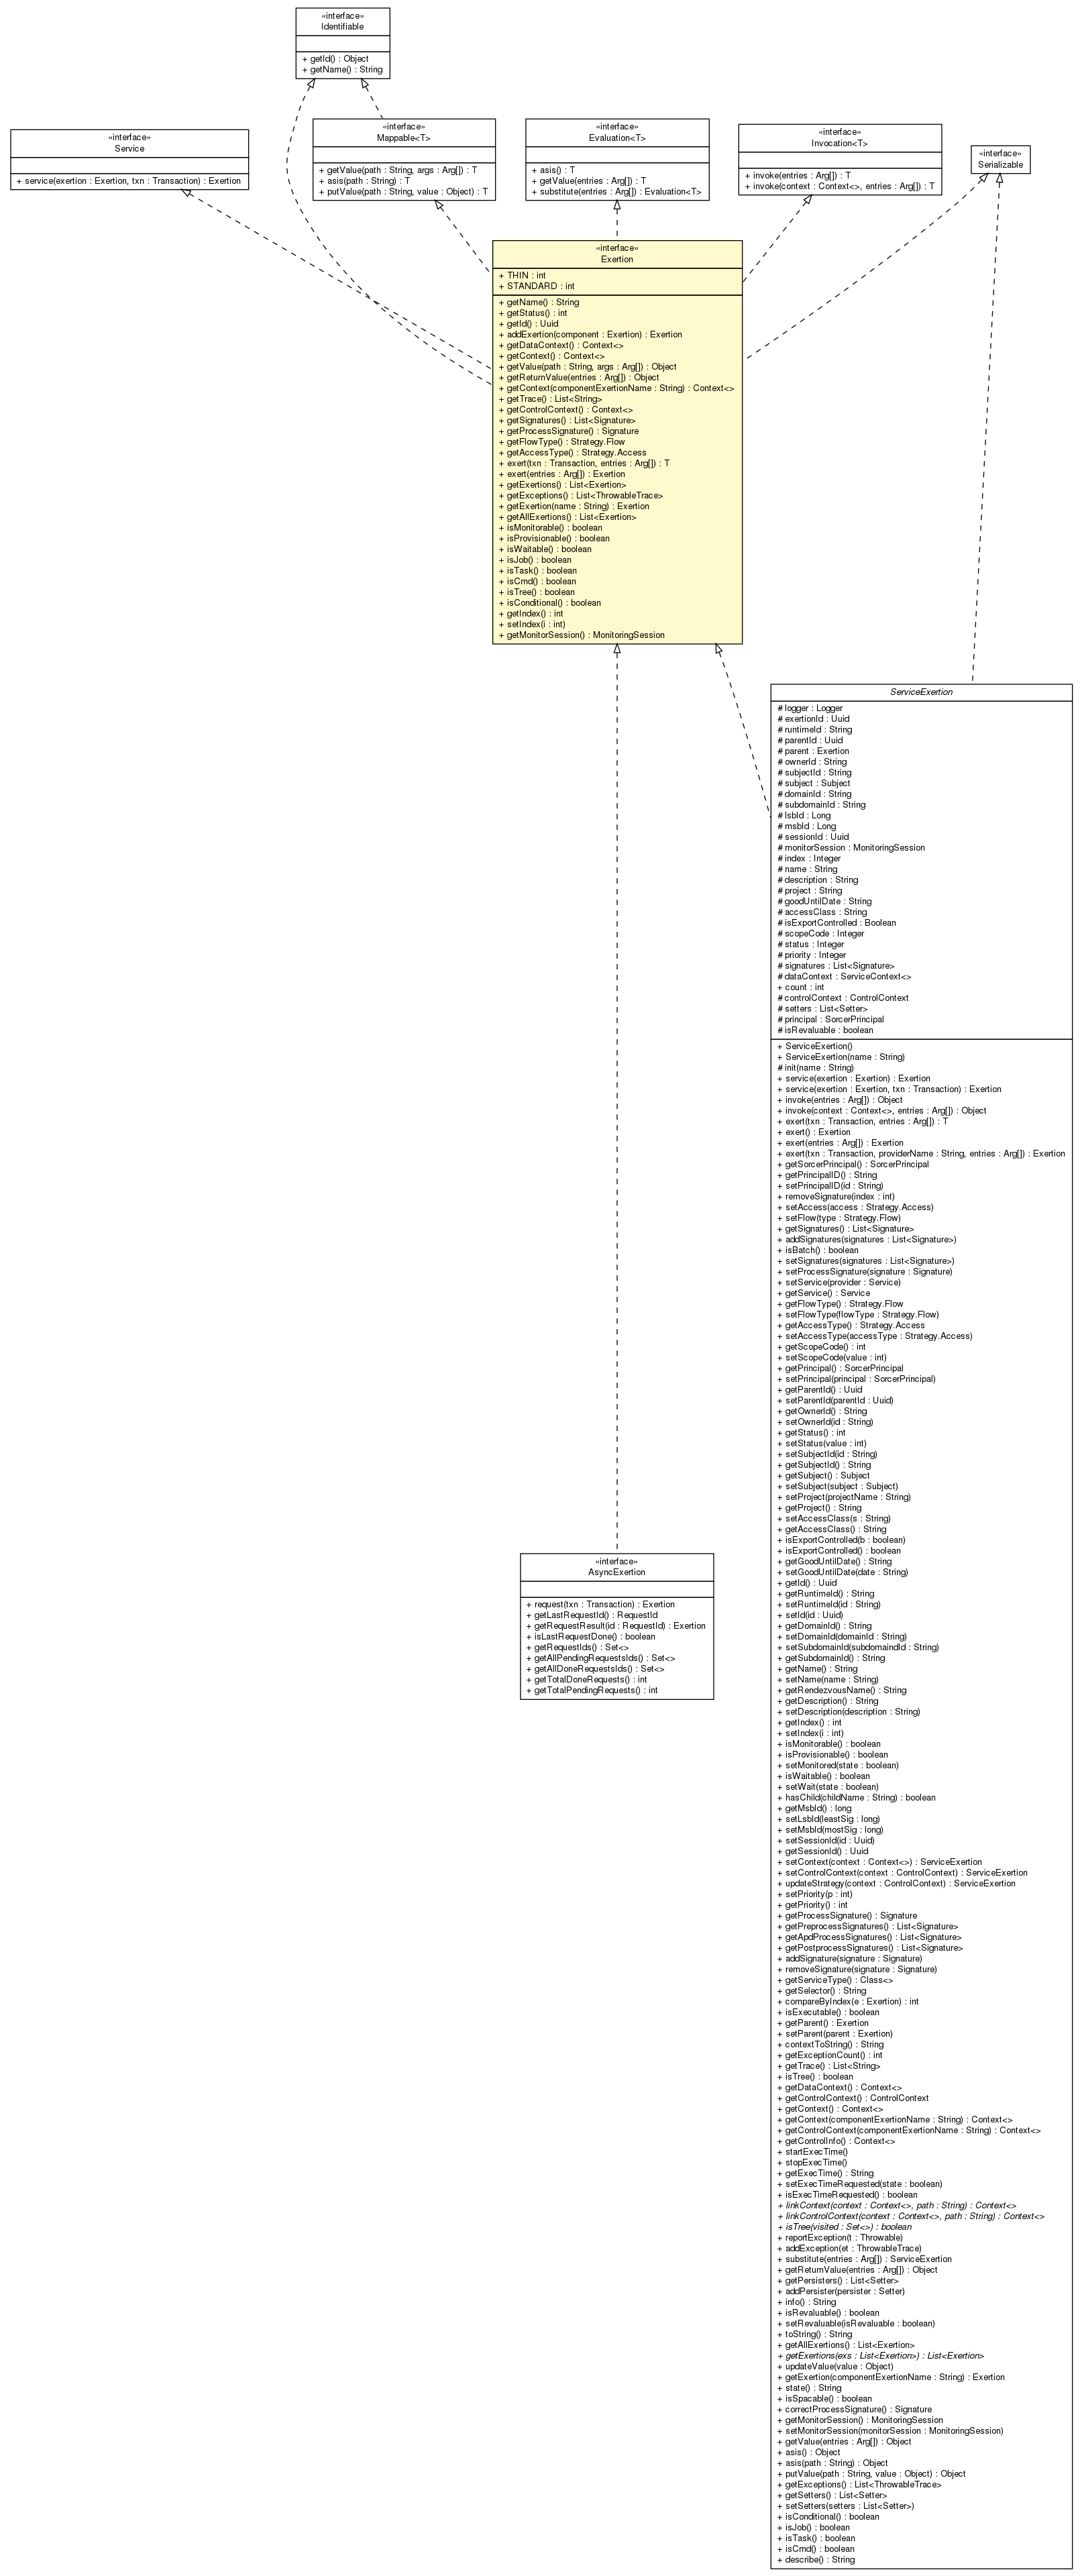 «interface»
Identifiable
+ getId() : Object
+ getName() : String
«interface»
Service
+ service(exertion : Exertion, txn : Transaction) : Exertion
«interface»
Mappable<T>
+ getValue(path : String, args : Arg[]) : T
+ asis(path : String) : T
+ putValue(path : String, value : Object) : T
«interface»
Evaluation<T>
+ asis() : T
+ getValue(entries : Arg[]) : T
+ substitute(entries : Arg[]) : Evaluation<T>
«interface»
Invocation<T>
+ invoke(entries : Arg[]) : T
+ invoke(context : Context<>, entries : Arg[]) : T
«interface»
Serializable
«interface»
Exertion
+ THIN : int
+ STANDARD : int
+ getName() : String
+ getStatus() : int
+ getId() : Uuid
+ addExertion(component : Exertion) : Exertion
+ getDataContext() : Context<>
+ getContext() : Context<>
+ getValue(path : String, args : Arg[]) : Object
+ getReturnValue(entries : Arg[]) : Object
+ getContext(componentExertionName : String) : Context<>
+ getTrace() : List<String>
+ getControlContext() : Context<>
+ getSignatures() : List<Signature>
+ getProcessSignature() : Signature
+ getFlowType() : Strategy.Flow
+ getAccessType() : Strategy.Access
+ exert(txn : Transaction, entries : Arg[]) : T
+ exert(entries : Arg[]) : Exertion
+ getExertions() : List<Exertion>
+ getExceptions() : List<ThrowableTrace>
+ getExertion(name : String) : Exertion
+ getAllExertions() : List<Exertion>
+ isMonitorable() : boolean
+ isProvisionable() : boolean
+ isWaitable() : boolean
+ isJob() : boolean
+ isTask() : boolean
+ isCmd() : boolean
+ isTree() : boolean
+ isConditional() : boolean
+ getIndex() : int
+ setIndex(i : int)
+ getMonitorSession() : MonitoringSession
ServiceExertion
# logger : Logger
# exertionId : Uuid
# runtimeId : String
# parentId : Uuid
# parent : Exertion
# ownerId : String
# subjectId : String
# subject : Subject
# domainId : String
# subdomainId : String
# lsbId : Long
# msbId : Long
# sessionId : Uuid
# monitorSession : MonitoringSession
# index : Integer
# name : String
# description : String
# project : String
# goodUntilDate : String
# accessClass : String
# isExportControlled : Boolean
# scopeCode : Integer
# status : Integer
# priority : Integer
# signatures : List<Signature>
# dataContext : ServiceContext<>
+ count : int
# controlContext : ControlContext
# setters : List<Setter>
# principal : SorcerPrincipal
# isRevaluable : boolean
+ ServiceExertion()
+ ServiceExertion(name : String)
# init(name : String)
+ service(exertion : Exertion) : Exertion
+ service(exertion : Exertion, txn : Transaction) : Exertion
+ invoke(entries : Arg[]) : Object
+ invoke(context : Context<>, entries : Arg[]) : Object
+ exert(txn : Transaction, entries : Arg[]) : T
+ exert() : Exertion
+ exert(entries : Arg[]) : Exertion
+ exert(txn : Transaction, providerName : String, entries : Arg[]) : Exertion
+ getSorcerPrincipal() : SorcerPrincipal
+ getPrincipalID() : String
+ setPrincipalID(id : String)
+ removeSignature(index : int)
+ setAccess(access : Strategy.Access)
+ setFlow(type : Strategy.Flow)
+ getSignatures() : List<Signature>
+ addSignatures(signatures : List<Signature>)
+ isBatch() : boolean
+ setSignatures(signatures : List<Signature>)
+ setProcessSignature(signature : Signature)
+ setService(provider : Service)
+ getService() : Service
+ getFlowType() : Strategy.Flow
+ setFlowType(flowType : Strategy.Flow)
+ getAccessType() : Strategy.Access
+ setAccessType(accessType : Strategy.Access)
+ getScopeCode() : int
+ setScopeCode(value : int)
+ getPrincipal() : SorcerPrincipal
+ setPrincipal(principal : SorcerPrincipal)
+ getParentId() : Uuid
+ setParentId(parentId : Uuid)
+ getOwnerId() : String
+ setOwnerId(id : String)
+ getStatus() : int
+ setStatus(value : int)
+ setSubjectId(id : String)
+ getSubjectId() : String
+ getSubject() : Subject
+ setSubject(subject : Subject)
+ setProject(projectName : String)
+ getProject() : String
+ setAccessClass(s : String)
+ getAccessClass() : String
+ isExportControlled(b : boolean)
+ isExportControlled() : boolean
+ getGoodUntilDate() : String
+ setGoodUntilDate(date : String)
+ getId() : Uuid
+ getRuntimeId() : String
+ setRuntimeId(id : String)
+ setId(id : Uuid)
+ getDomainId() : String
+ setDomainId(domainId : String)
+ setSubdomainId(subdomaindId : String)
+ getSubdomainId() : String
+ getName() : String
+ setName(name : String)
+ getRendezvousName() : String
+ getDescription() : String
+ setDescription(description : String)
+ getIndex() : int
+ setIndex(i : int)
+ isMonitorable() : boolean
+ isProvisionable() : boolean
+ setMonitored(state : boolean)
+ isWaitable() : boolean
+ setWait(state : boolean)
+ hasChild(childName : String) : boolean
+ getMsbId() : long
+ setLsbId(leastSig : long)
+ setMsbId(mostSig : long)
+ setSessionId(id : Uuid)
+ getSessionId() : Uuid
+ setContext(context : Context<>) : ServiceExertion
+ setControlContext(context : ControlContext) : ServiceExertion
+ updateStrategy(context : ControlContext) : ServiceExertion
+ setPriority(p : int)
+ getPriority() : int
+ getProcessSignature() : Signature
+ getPreprocessSignatures() : List<Signature>
+ getApdProcessSignatures() : List<Signature>
+ getPostprocessSignatures() : List<Signature>
+ addSignature(signature : Signature)
+ removeSignature(signature : Signature)
+ getServiceType() : Class<>
+ getSelector() : String
+ compareByIndex(e : Exertion) : int
+ isExecutable() : boolean
+ getParent() : Exertion
+ setParent(parent : Exertion)
+ contextToString() : String
+ getExceptionCount() : int
+ getTrace() : List<String>
+ isTree() : boolean
+ getDataContext() : Context<>
+ getControlContext() : ControlContext
+ getContext() : Context<>
+ getContext(componentExertionName : String) : Context<>
+ getControlContext(componentExertionName : String) : Context<>
+ getControlInfo() : Context<>
+ startExecTime()
+ stopExecTime()
+ getExecTime() : String
+ setExecTimeRequested(state : boolean)
+ isExecTimeRequested() : boolean
+ linkContext(context : Context<>, path : String) : Context<>
+ linkControlContext(context : Context<>, path : String) : Context<>
+ isTree(visited : Set<>) : boolean
+ reportException(t : Throwable)
+ addException(et : ThrowableTrace)
+ substitute(entries : Arg[]) : ServiceExertion
+ getReturnValue(entries : Arg[]) : Object
+ getPersisters() : List<Setter>
+ addPersister(persister : Setter)
+ info() : String
+ isRevaluable() : boolean
+ setRevaluable(isRevaluable : boolean)
+ toString() : String
+ getAllExertions() : List<Exertion>
+ getExertions(exs : List<Exertion>) : List<Exertion>
+ updateValue(value : Object)
+ getExertion(componentExertionName : String) : Exertion
+ state() : String
+ isSpacable() : boolean
+ correctProcessSignature() : Signature
+ getMonitorSession() : MonitoringSession
+ setMonitorSession(monitorSession : MonitoringSession)
+ getValue(entries : Arg[]) : Object
+ asis() : Object
+ asis(path : String) : Object
+ putValue(path : String, value : Object) : Object
+ getExceptions() : List<ThrowableTrace>
+ getSetters() : List<Setter>
+ setSetters(setters : List<Setter>)
+ isConditional() : boolean
+ isJob() : boolean
+ isTask() : boolean
+ isCmd() : boolean
+ describe() : String
«interface»
AsyncExertion
+ request(txn : Transaction) : Exertion
+ getLastRequestId() : RequestId
+ getRequestResult(id : RequestId) : Exertion
+ isLastRequestDone() : boolean
+ getRequestIds() : Set<>
+ getAllPendingRequestsIds() : Set<>
+ getAllDoneRequestsIds() : Set<>
+ getTotalDoneRequests() : int
+ getTotalPendingRequests() : int